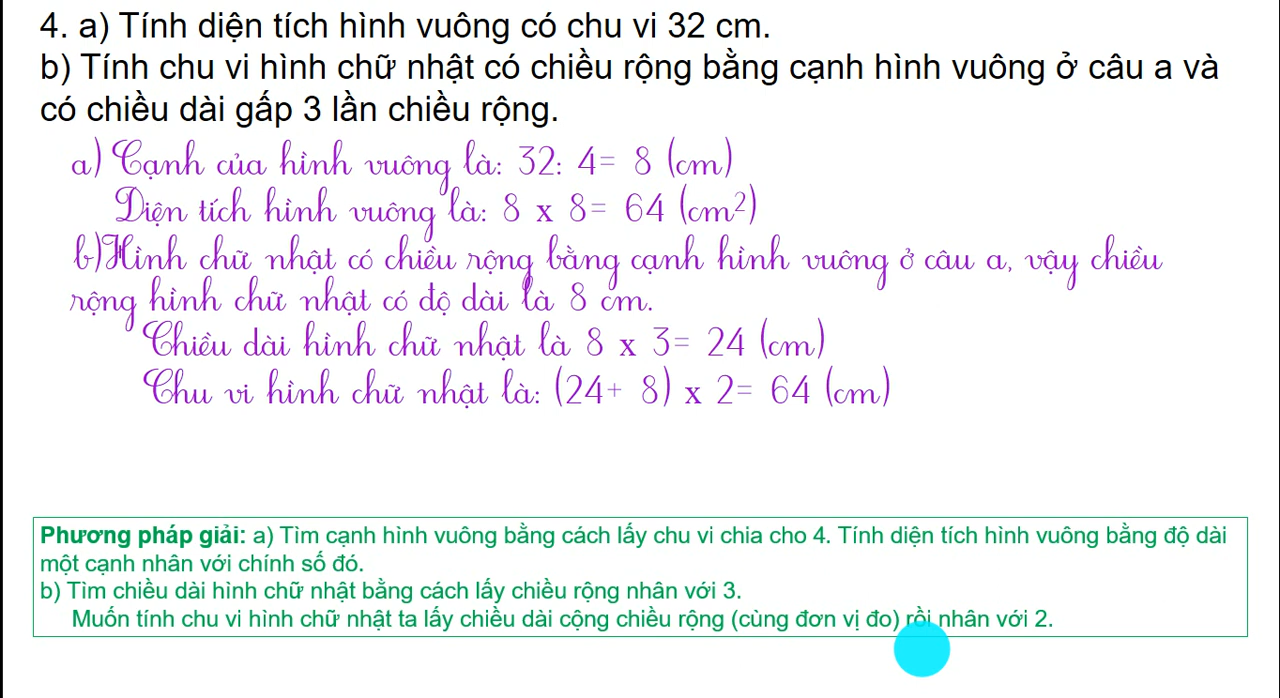 4. a) Tính diện tích hình vuông có chu vi 32 cm.
b) Tính chu vi hình chữ nhật có chiều rộng bằng cạnh hình vuông ở câu a và
có chiều dài gấp 3 lần chiều rộng.
a) Cạnh của hình vuông là: 32: 4= 8 (cm)
Diện tích hình vuông là: 8 x 8= 64 (cm²)
b)Hình chữ nhật có chiều rộng bằng cạnh hình vuông ở câu a, vậy chiều
rộng hình chữ nhật có độ dài là 8 cm.
Chiều dài hình chữ nhật là 8 x 3= 24 (cm)
Chu vi hình chữ nhật là: (24+ 8) x 2= 64 (cm)
Phương pháp giải: a) Tìm cạnh hình vuông bằng cách lấy chu vi chia cho 4. Tính diện tích hình vuông bằng độ dài
một cạnh nhân với chính số đó.
b) Tìm chiều dài hình chữ nhật bằng cách lấy chiều rộng nhân với 3.
Muốn tính chu vi hình chữ nhật ta lấy chiều dài cộng chiều rộng (cùng đơn vị đo) rồi nhân với 2.